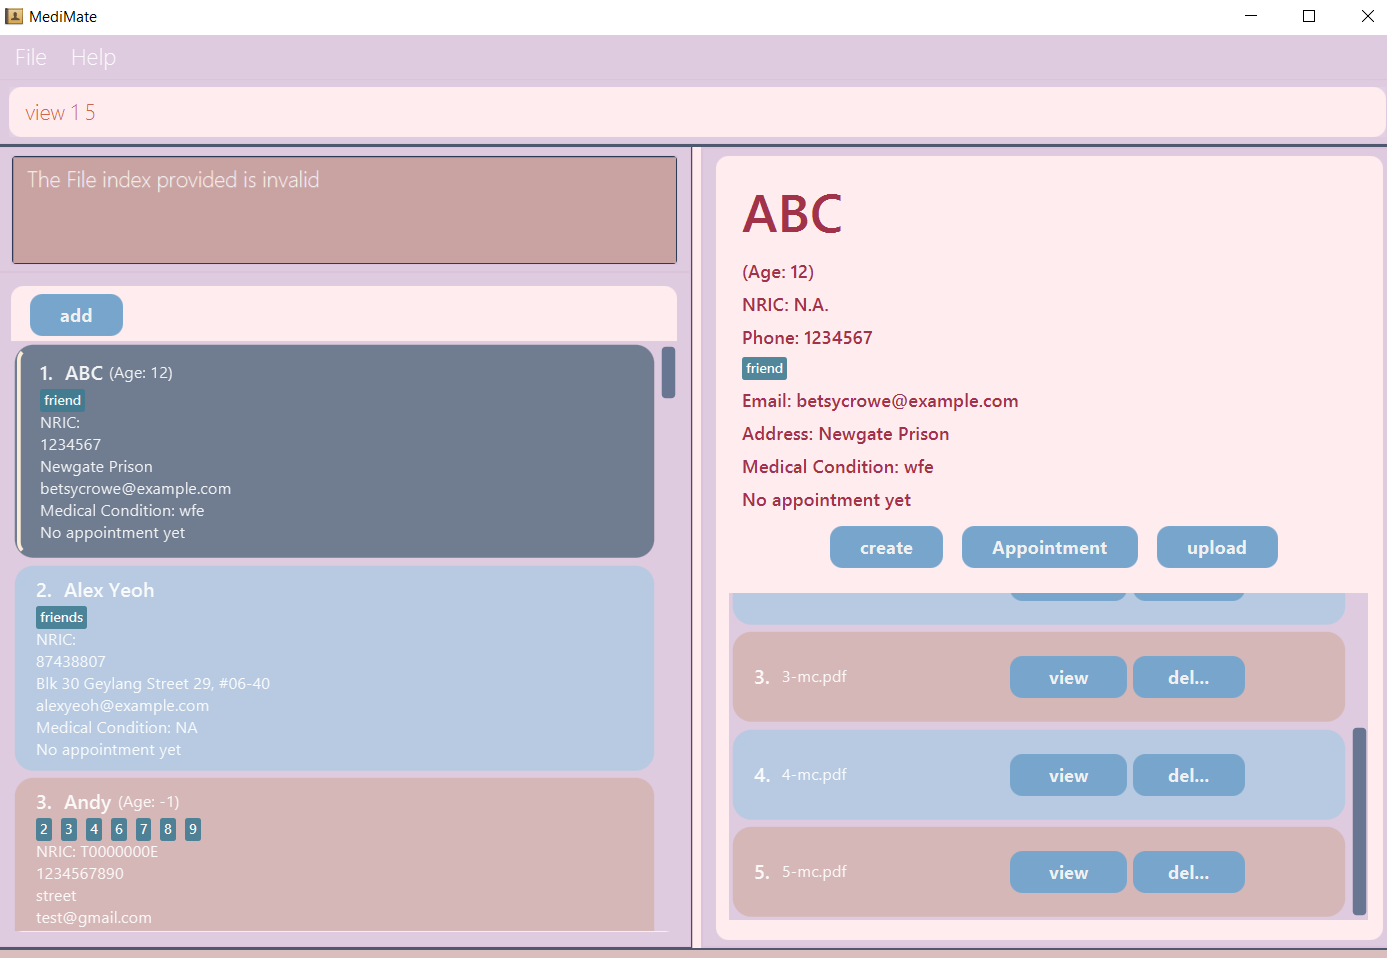 MediMate
File Help
view 1 5
The File index provided is invalid
add
1. ABC (Age: 12)
friend
NRIC:
1234567
Newgate Prison
betsycrowe@example.com
Medical Condition: wfe
No appointment yet
2. Alex Yeoh
friends
NRIC:
87438807
Blk 30 Geylang Street 29, #06-40
alexyeoh@example.com
Medical Condition: NA
No appointment yet
3. Andy (Age: -1)
2 3 4 6 7 8 9
NRIC: T0000000E
1234567890
street
test@gmail.com
ABC
(Age: 12)
NRIC: N.A.
Phone: 1234567
friend
Email: betsycrowe@example.com
Address: Newgate Prison
Medical Condition: wfe
No appointment yet
create Appointment upload
3. 3-mc.pdf view del...
4. 4-mc.pdf view del...
5. 5-mc.pdf view del...